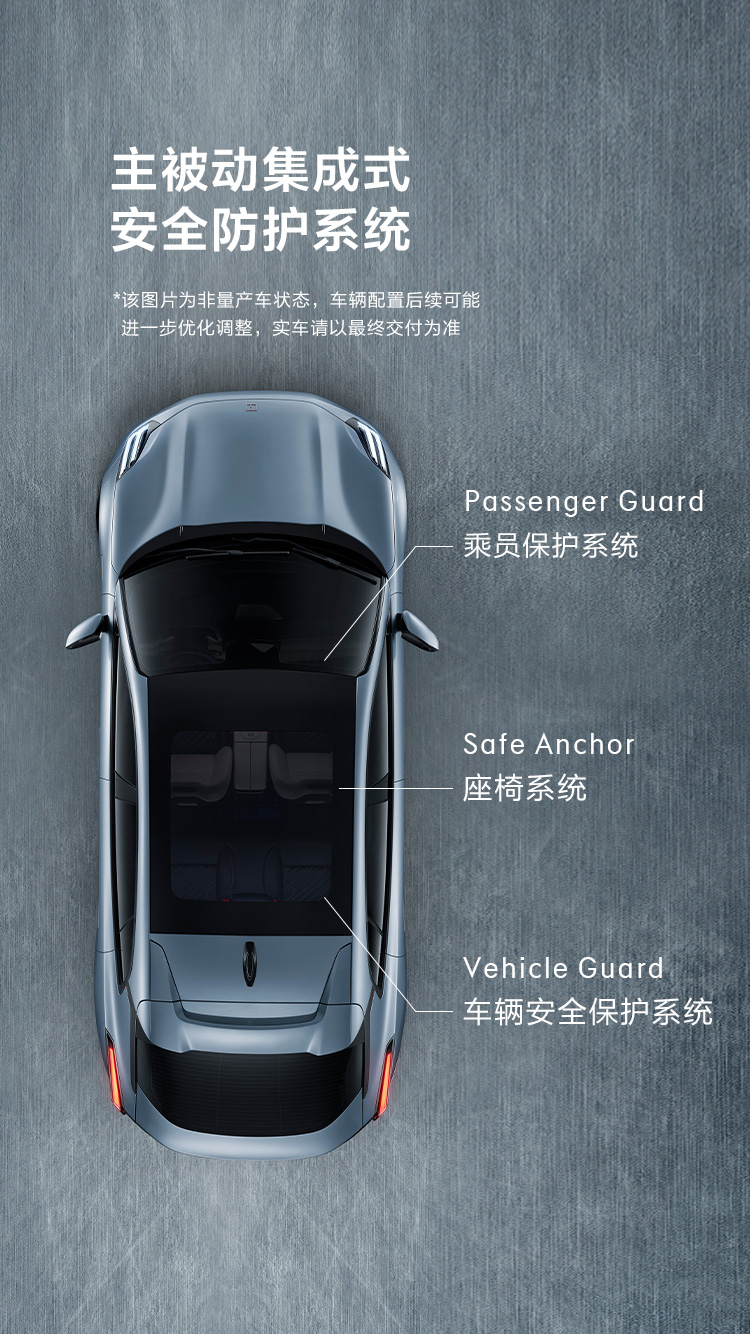 主被动集成式
安全防护系统
*该图片为非量产车状态，车辆配置后续可能
进一步优化调整，实车请以最终交付为准
Passenger Guard
乘员保护系统
Safe Anchor
座椅系统
Vehicle Guard
车辆安全保护系统